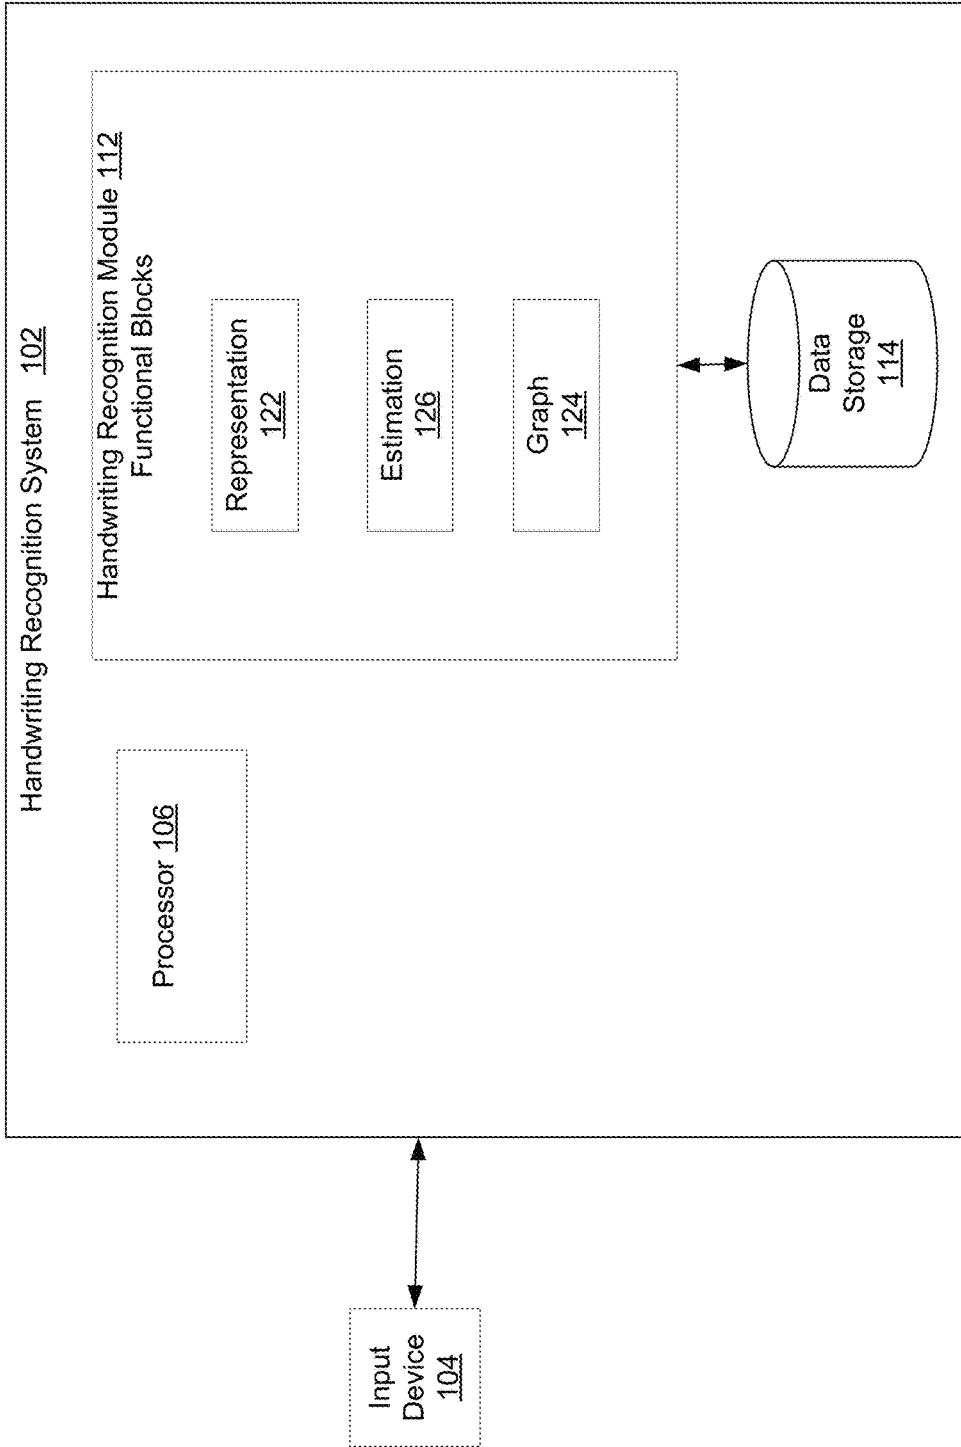 Handwriting Recognition System 102
Handwriting Recognition Module 112
Functional Blocks
Representation
122
Estimation
126
Graph
124
Processor 106
Data
Storage
114
Input
Device
104